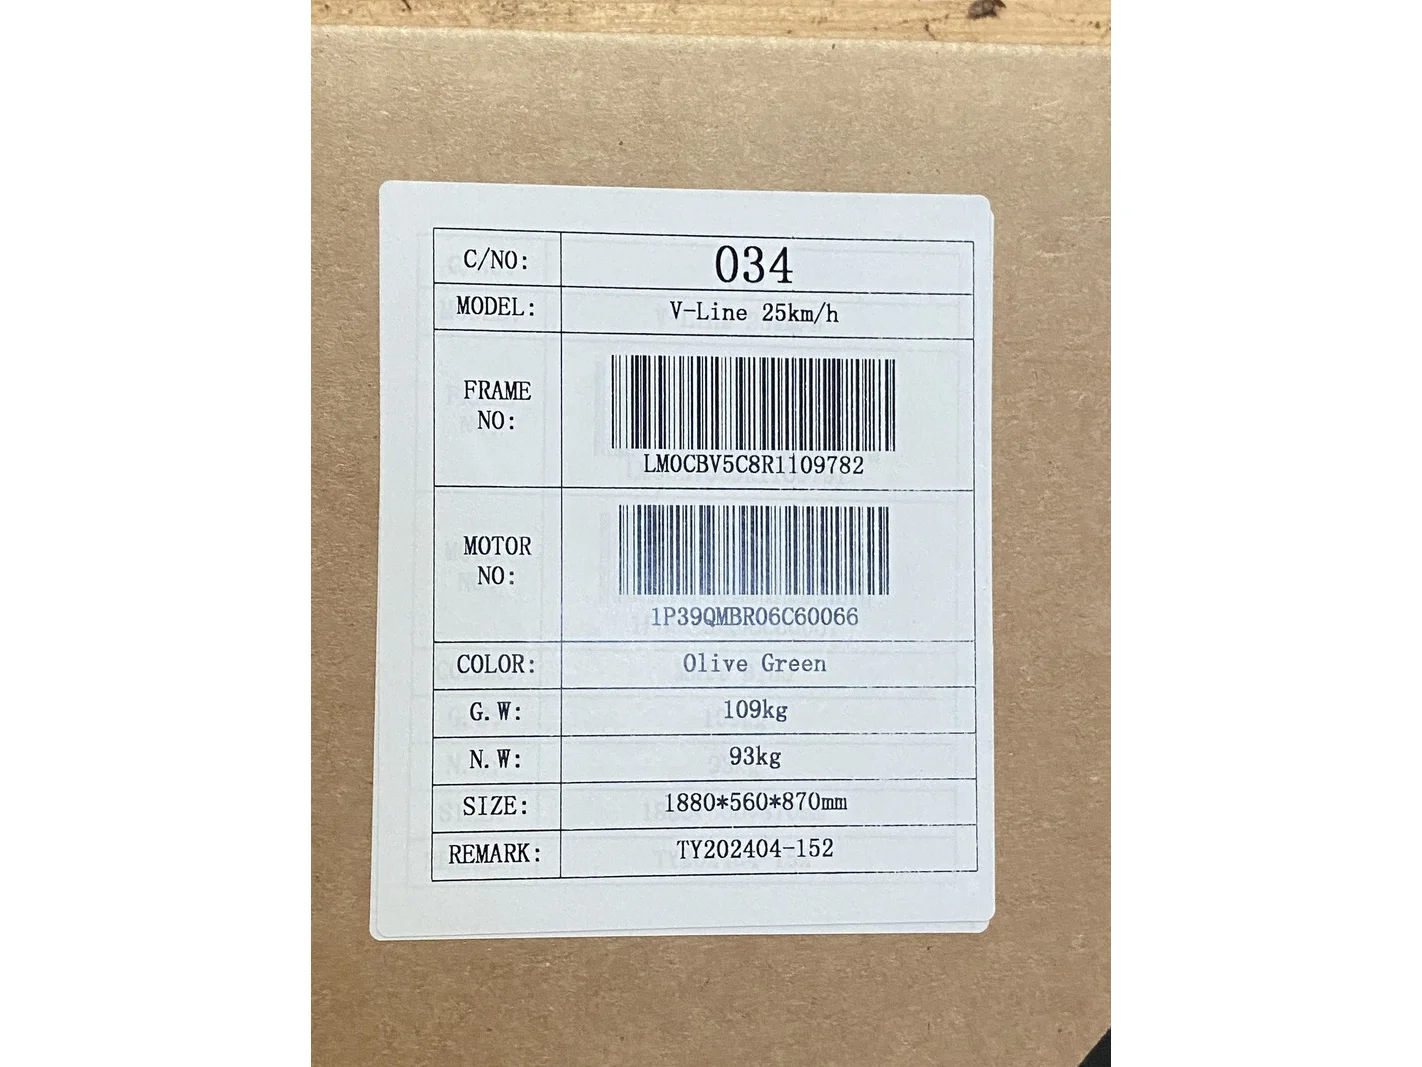 C/NO: 034
MODEL: V-Line 25km/h
FRAME NO: LM0CBV5C8R1109782
MOTOR NO: 1P39QMBR06C60066
COLOR: Olive Green
G.W: 109kg
N.W: 93kg
SIZE: 1880*560*870mm
REMARK: TY202404-152